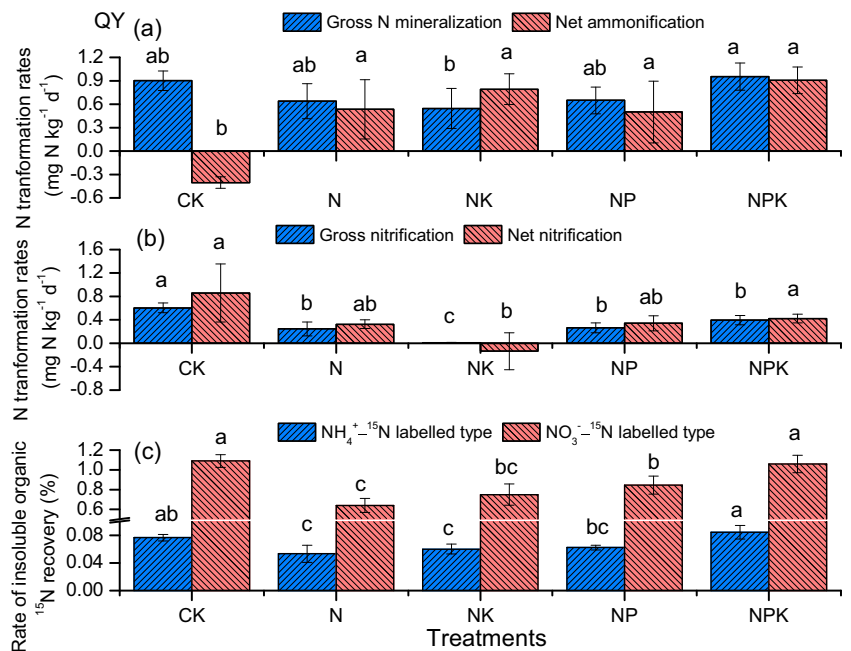 QY
(a)
Gross N mineralization
Net ammonification
N tranformation rates
(mg N kg⁻¹ d⁻¹)
1.2
0.9
0.6
0.3
0.0
-0.3
-0.6
ab
b
ab
a
b
a
ab
a
a
a
CK
N
NK
NP
NPK
(b)
Gross nitrification
Net nitrification
N tranformation rates
(mg N kg⁻¹ d⁻¹)
1.6
1.2
0.8
0.4
0.0
-0.4
-0.8
a
a
b
ab
c
b
b
ab
b
a
CK
N
NK
NP
NPK
(c)
NH₄⁺–¹⁵N labelled type
NO₃⁻–¹⁵N labelled type
Rate of insoluble organic
¹⁵N recovery (%)
1.2
1.0
0.8
0.6
0.08
0.04
0.00
ab
a
c
c
c
bc
bc
b
a
a
CK
N
NK
NP
NPK
Treatments